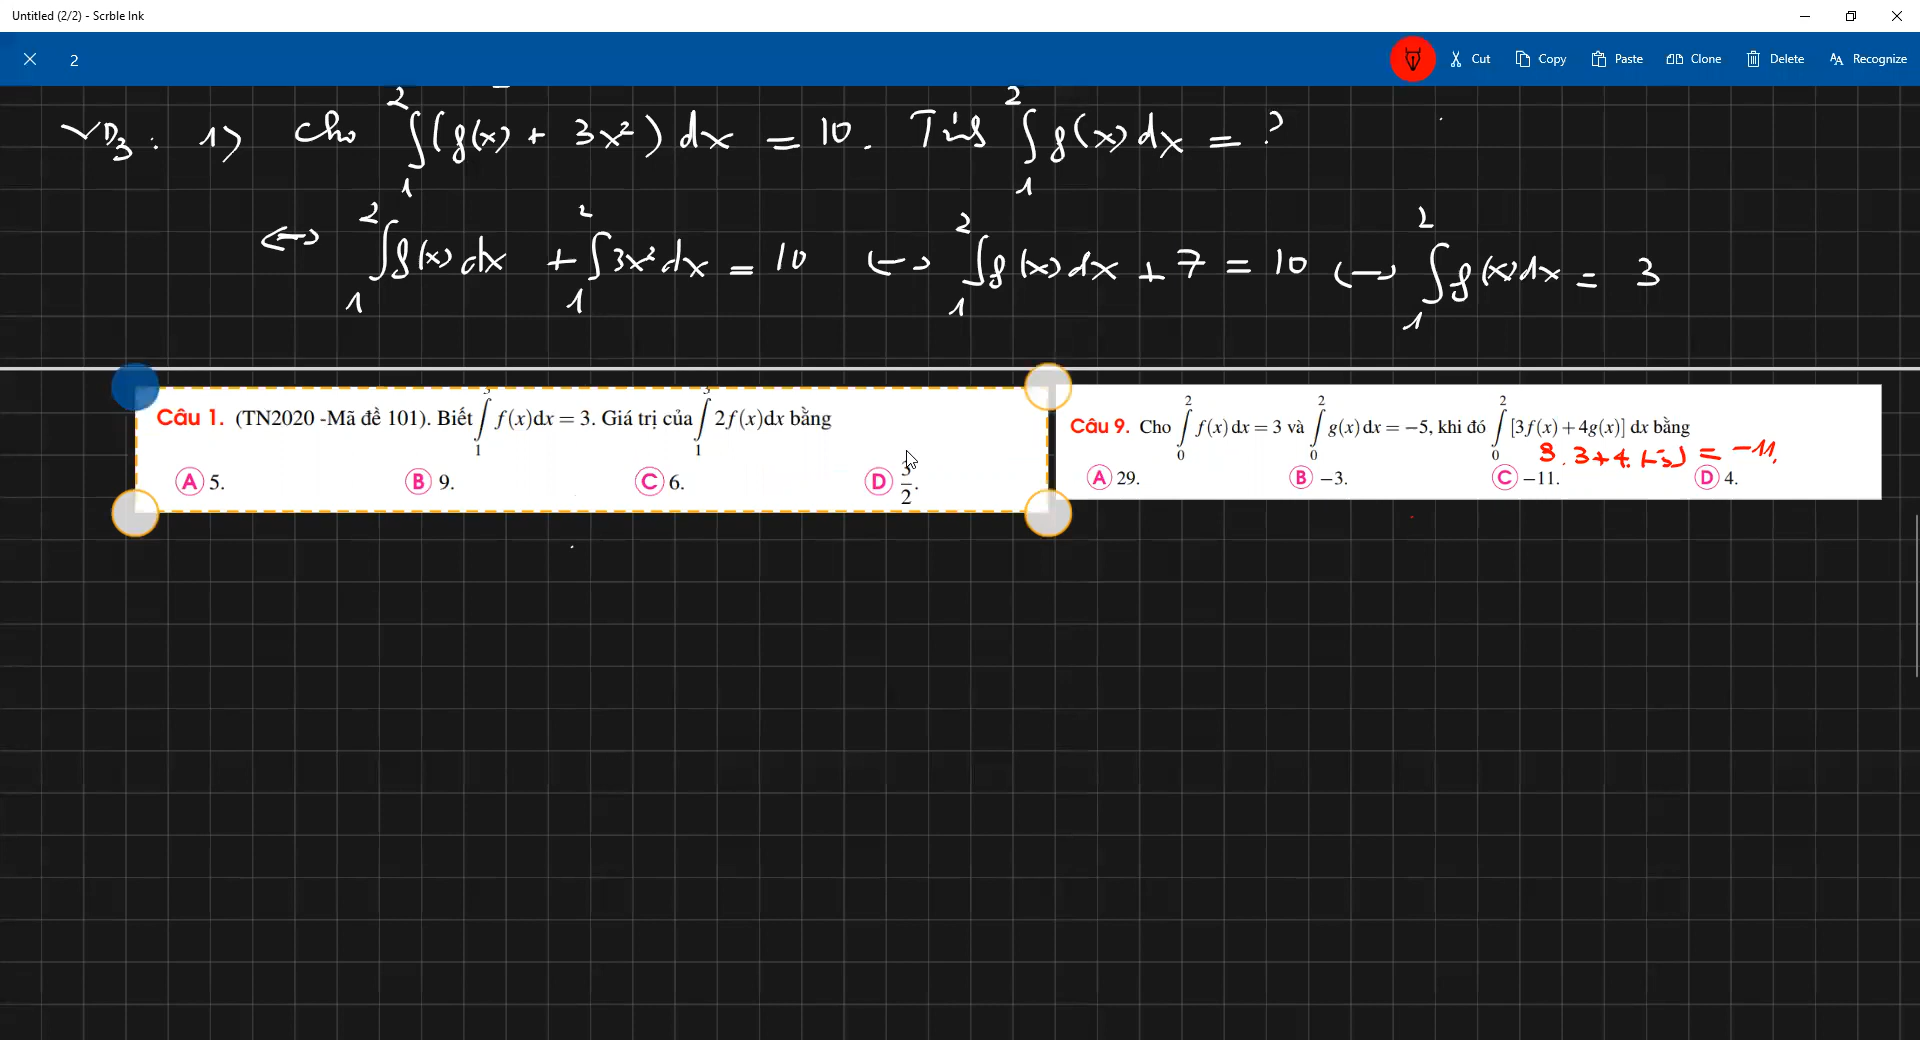 Untitled (2/2) - Scrble Ink
2 Cut Copy Paste Clone Delete Recognize
VD3: 1) Cho ∫₁² (f(x) + 3x²) dx = 10. Tính ∫₁² f(x) dx = ?
<-> ∫₁² f(x) dx + ∫₁² 3x² dx = 10 <-> ∫₁² f(x) dx + 7 = 10 <-> ∫₁² f(x) dx = 3
Câu 1. (TN2020 -Mã đề 101). Biết ∫₁³ f(x)dx = 3. Giá trị của ∫₁³ 2f(x)dx bằng
A 5. B 9. C 6. D 3/2.
Câu 9. Cho ∫₀² f(x) dx = 3 và ∫₀² g(x) dx = −5, khi đó ∫₀² [3f(x) + 4g(x)] dx bằng
3.3+4.(-5) = -11.
A 29. B −3. C −11. D 4.